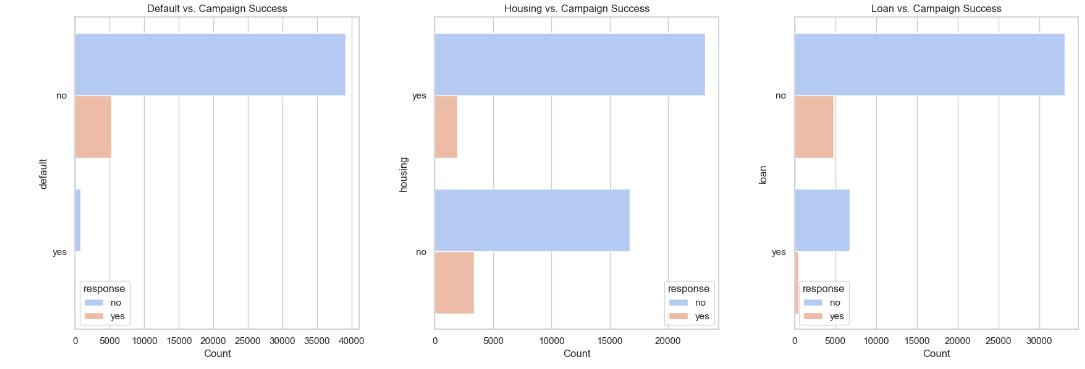 Default vs. Campaign Success
default
no
yes
response
no
yes
0 5000 10000 15000 20000 25000 30000 35000 40000
Count
Housing vs. Campaign Success
housing
yes
no
response
no
yes
0 5000 10000 15000 20000
Count
Loan vs. Campaign Success
loan
no
yes
response
no
yes
0 5000 10000 15000 20000 25000 30000
Count